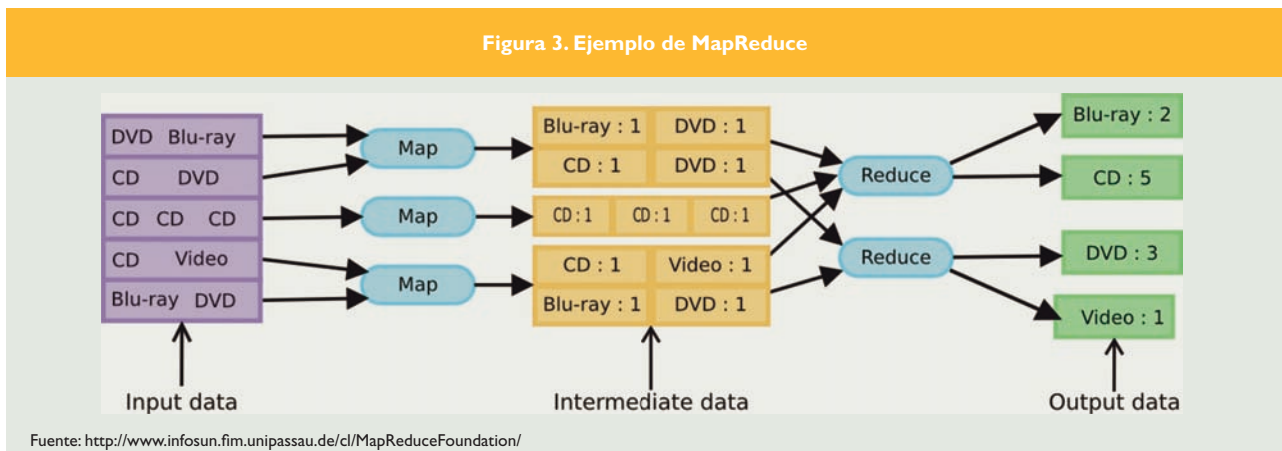 Figura 3. Ejemplo de MapReduce
DVD Blu-ray
CD DVD
CD CD CD
CD Video
Blu-ray DVD
Input data
Map
Map
Map
Blu-ray : 1 DVD : 1
CD : 1 DVD : 1
CD : 1 CD : 1 CD : 1
CD : 1 Video : 1
Blu-ray : 1 DVD : 1
Intermediate data
Reduce
Reduce
Blu-ray : 2
CD : 5
DVD : 3
Video : 1
Output data
Fuente: http://www.infosun.fim.unipassau.de/cl/MapReduceFoundation/